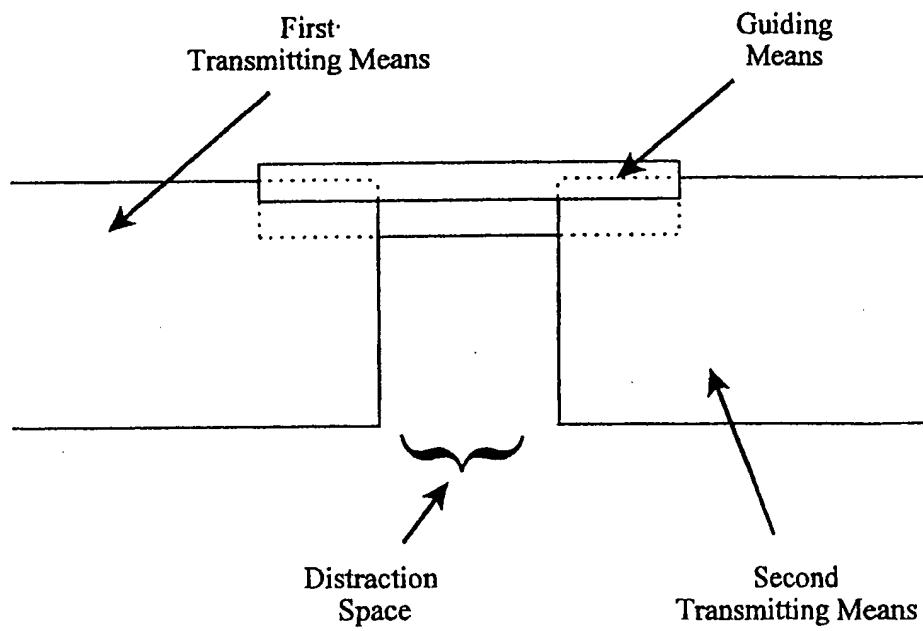 First
Transmitting Means
Guiding
Means
Distraction
Space
Second
Transmitting Means